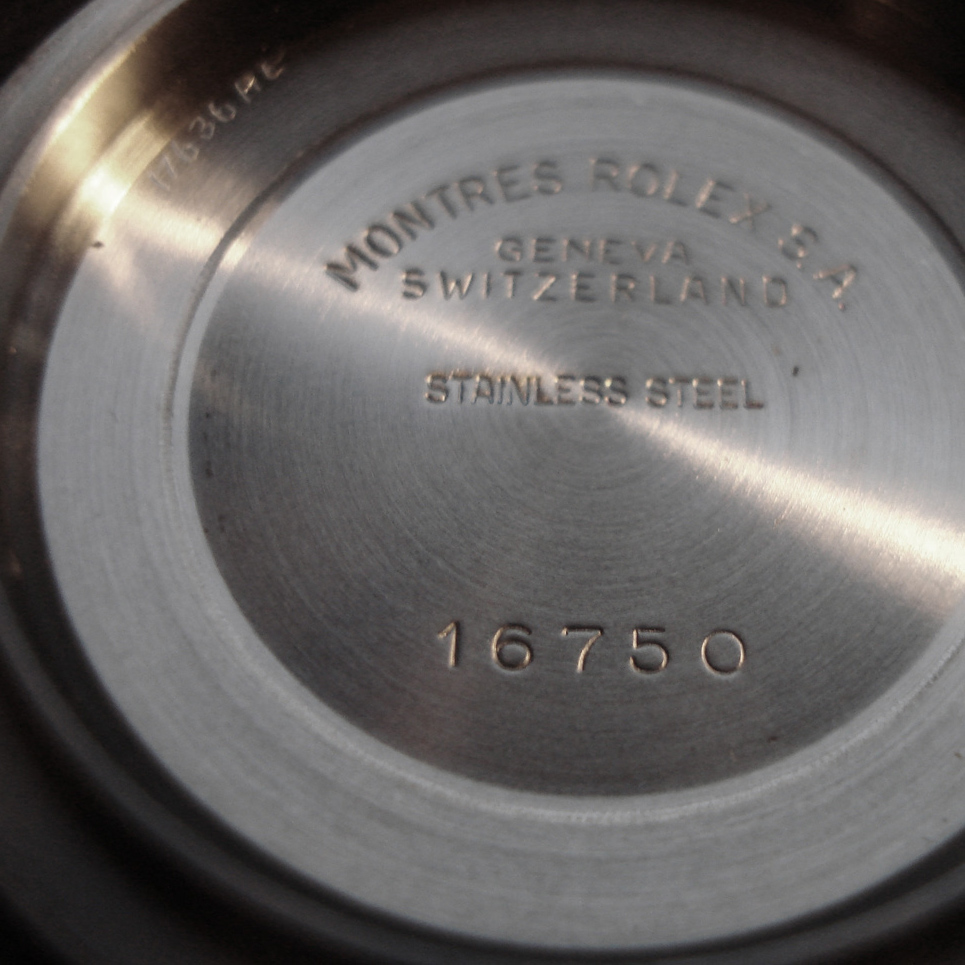 MONTRES ROLEX S.A.
GENEVA
SWITZERLAND
STAINLESS STEEL
16750